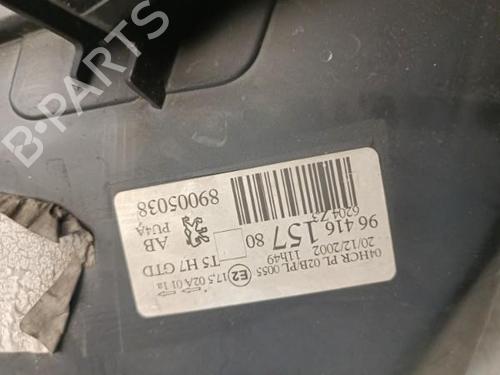 B-PARTS
04HCR PL 02B/PL 0055
20/12/2002 11h49
96 416 157 80
6204.73
E2 17.5 02A 01 1a
T5 H7 GTD
AB
PU4A
89005038